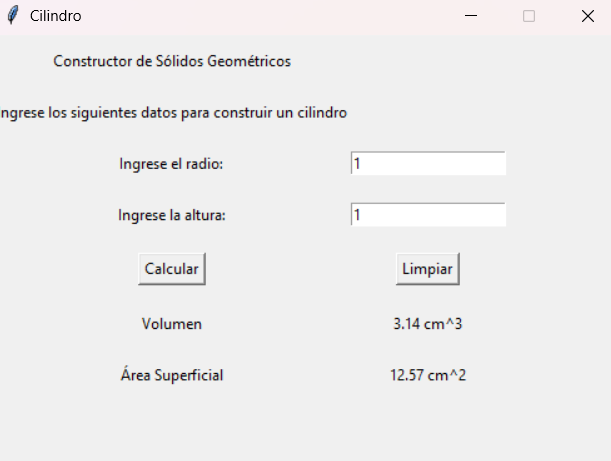 Cilindro
Constructor de Sólidos Geométricos
ngrese los siguientes datos para construir un cilindro
Ingrese el radio: 1
Ingrese la altura: 1
Calcular Limpiar
Volumen 3.14 cm^3
Área Superficial 12.57 cm^2